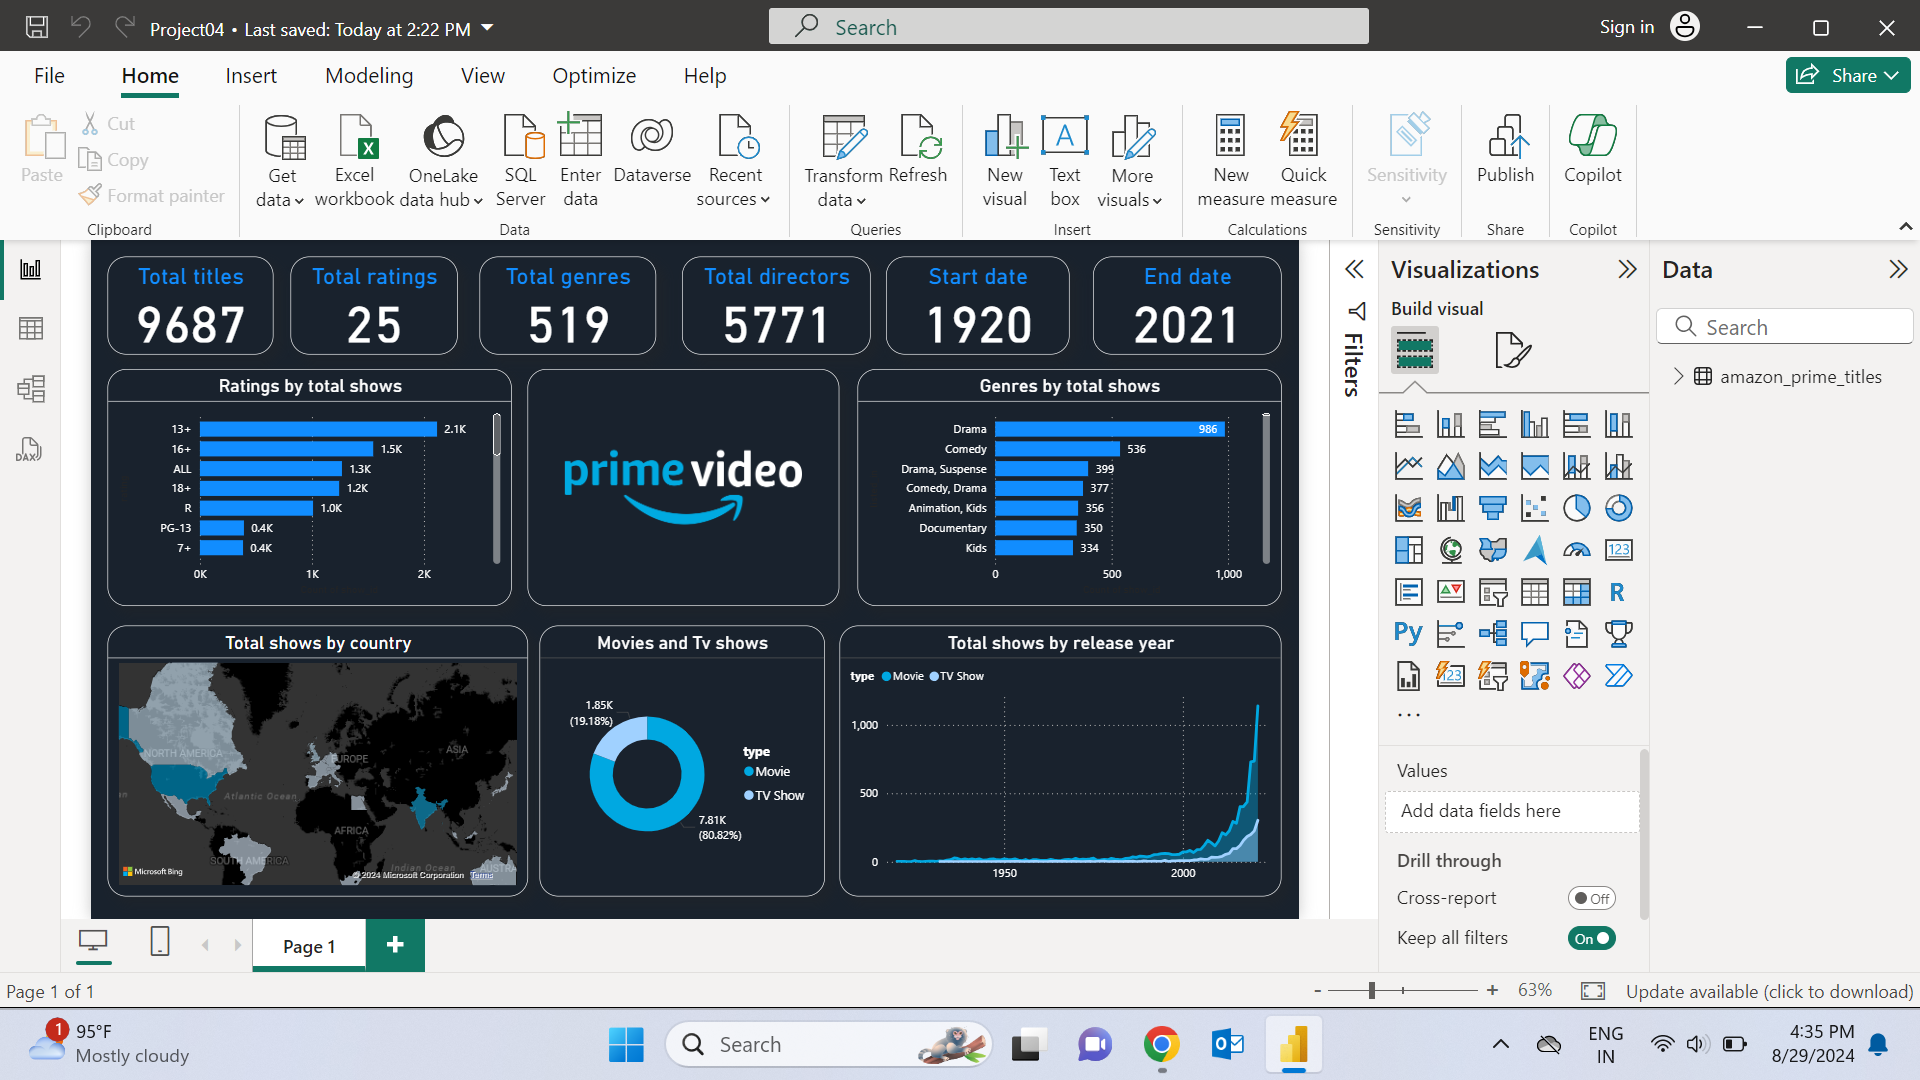 Project04 • Last saved: Today at 2:22 PM
Search
Sign in
File Home Insert Modeling View Optimize Help
Share
Paste
Cut
Copy
Format painter
Get data
Excel workbook
OneLake data hub
SQL Server
Enter data
Dataverse
Recent sources
Transform data
Refresh
New visual
Text box
More visuals
New measure
Quick measure
Sensitivity
Publish
Copilot
Clipboard
Data
Queries
Insert
Calculations
Sensitivity
Share
Copilot
Total titles
9687
Total ratings
25
Total genres
519
Total directors
5771
Start date
1920
End date
2021
Ratings by total shows
13+ 2.1K
16+ 1.5K
ALL 1.3K
18+ 1.2K
R 1.0K
PG-13 0.4K
7+ 0.4K
0K 1K 2K
prime video
Genres by total shows
Drama 986
Comedy 536
Drama, Suspense 399
Comedy, Drama 377
Animation, Kids 356
Documentary 350
Kids 334
0 500 1,000
Total shows by country
NORTH AMERICA
EUROPE
ASIA
Atlantic Ocean
AFRICA
SOUTH AMERICA
Indian Ocean
AUSTRA
Microsoft Bing
© 2024 Microsoft Corporation Terms
Movies and Tv shows
1.85K
(19.18%)
7.81K
(80.82%)
type
Movie
TV Show
Total shows by release year
type Movie TV Show
1,000
500
0
1950 2000
Filters
Visualizations
Build visual
123
R
Py
123
...
Values
Add data fields here
Drill through
Cross-report Off
Keep all filters On
Data
Search
amazon_prime_titles
DAX
Page 1
+
Page 1 of 1
- + 63%
Update available (click to download)
1
95°F
Mostly cloudy
Search
ENG
IN
4:35 PM
8/29/2024